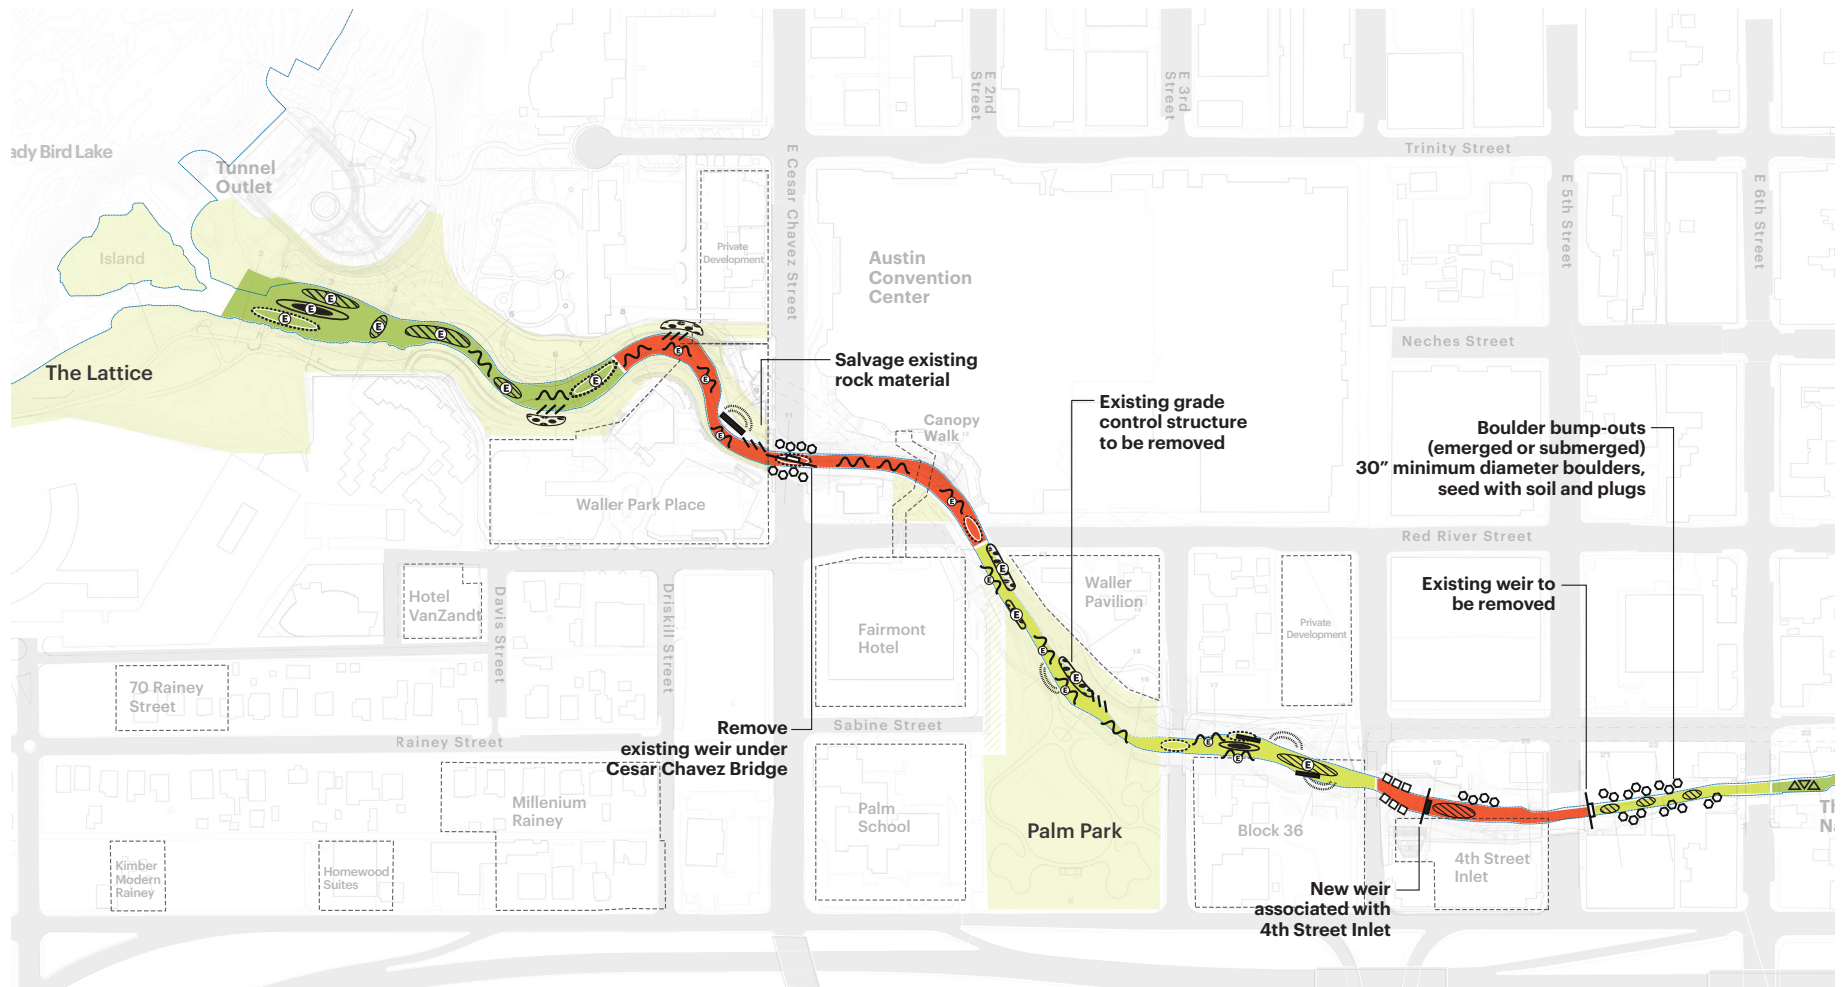 E 2nd
Street
E 3rd
Street
Trinity Street
ady Bird Lake
Tunnel
Outlet
E Cesar Chavez Street
E 5th Street
E 6th Street
Island
Private
Development
Austin
Convention
Center
Neches Street
The Lattice
Salvage existing
rock material
Existing grade
control structure
to be removed
Canopy
Walk
Boulder bump-outs
(emerged or submerged)
30” minimum diameter boulders,
seed with soil and plugs
Waller Park Place
Red River Street
Hotel
VanZandt
Davis Street
Driskill Street
Waller
Pavilion
Existing weir to
be removed
Fairmont
Hotel
Private
Development
70 Rainey
Street
Sabine Street
Rainey Street
Remove
existing weir under
Cesar Chavez Bridge
Millenium
Rainey
Palm
School
Palm Park
Block 36
4th Street
Inlet
Th
Na
Kimber
Modern
Rainey
Homewood
Suites
New weir
associated with
4th Street Inlet